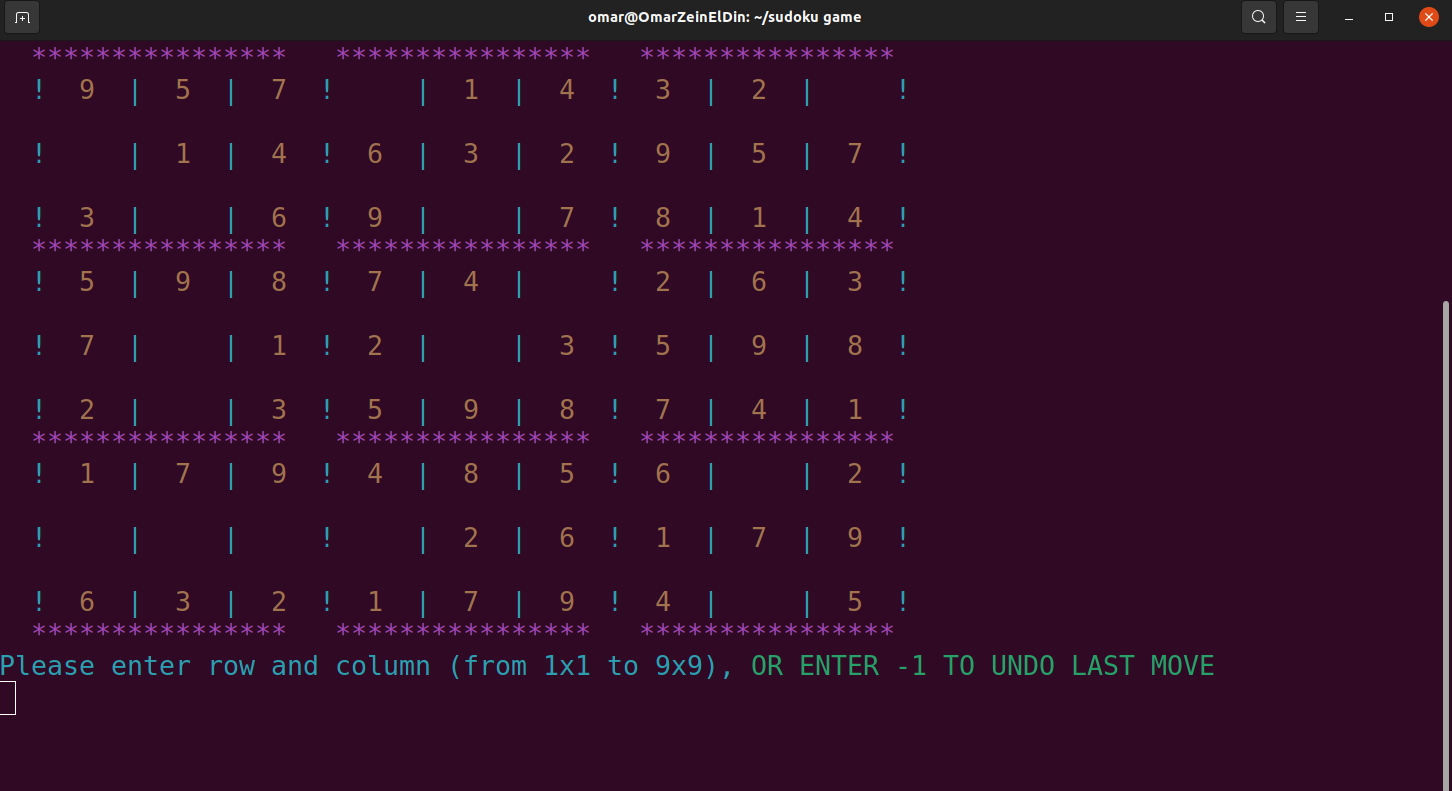 omar@OmarZeinElDin: ~/sudoku game
**************** **************** ****************
! 9 | 5 | 7 ! | 1 | 4 ! 3 | 2 | !
! | 1 | 4 ! 6 | 3 | 2 ! 9 | 5 | 7 !
! 3 | | 6 ! 9 | | 7 ! 8 | 1 | 4 !
**************** **************** ****************
! 5 | 9 | 8 ! 7 | 4 | ! 2 | 6 | 3 !
! 7 | | 1 ! 2 | | 3 ! 5 | 9 | 8 !
! 2 | | 3 ! 5 | 9 | 8 ! 7 | 4 | 1 !
**************** **************** ****************
! 1 | 7 | 9 ! 4 | 8 | 5 ! 6 | | 2 !
! | | ! | 2 | 6 ! 1 | 7 | 9 !
! 6 | 3 | 2 ! 1 | 7 | 9 ! 4 | | 5 !
**************** **************** ****************
Please enter row and column (from 1x1 to 9x9), OR ENTER -1 TO UNDO LAST MOVE